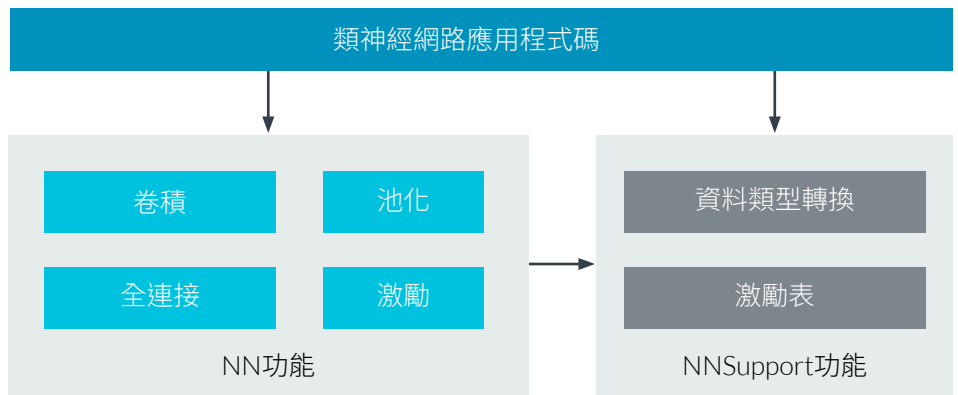 類神經網路應用程式碼
卷積
池化
全連接
激勵
NN功能
資料類型轉換
激勵表
NNSupport功能